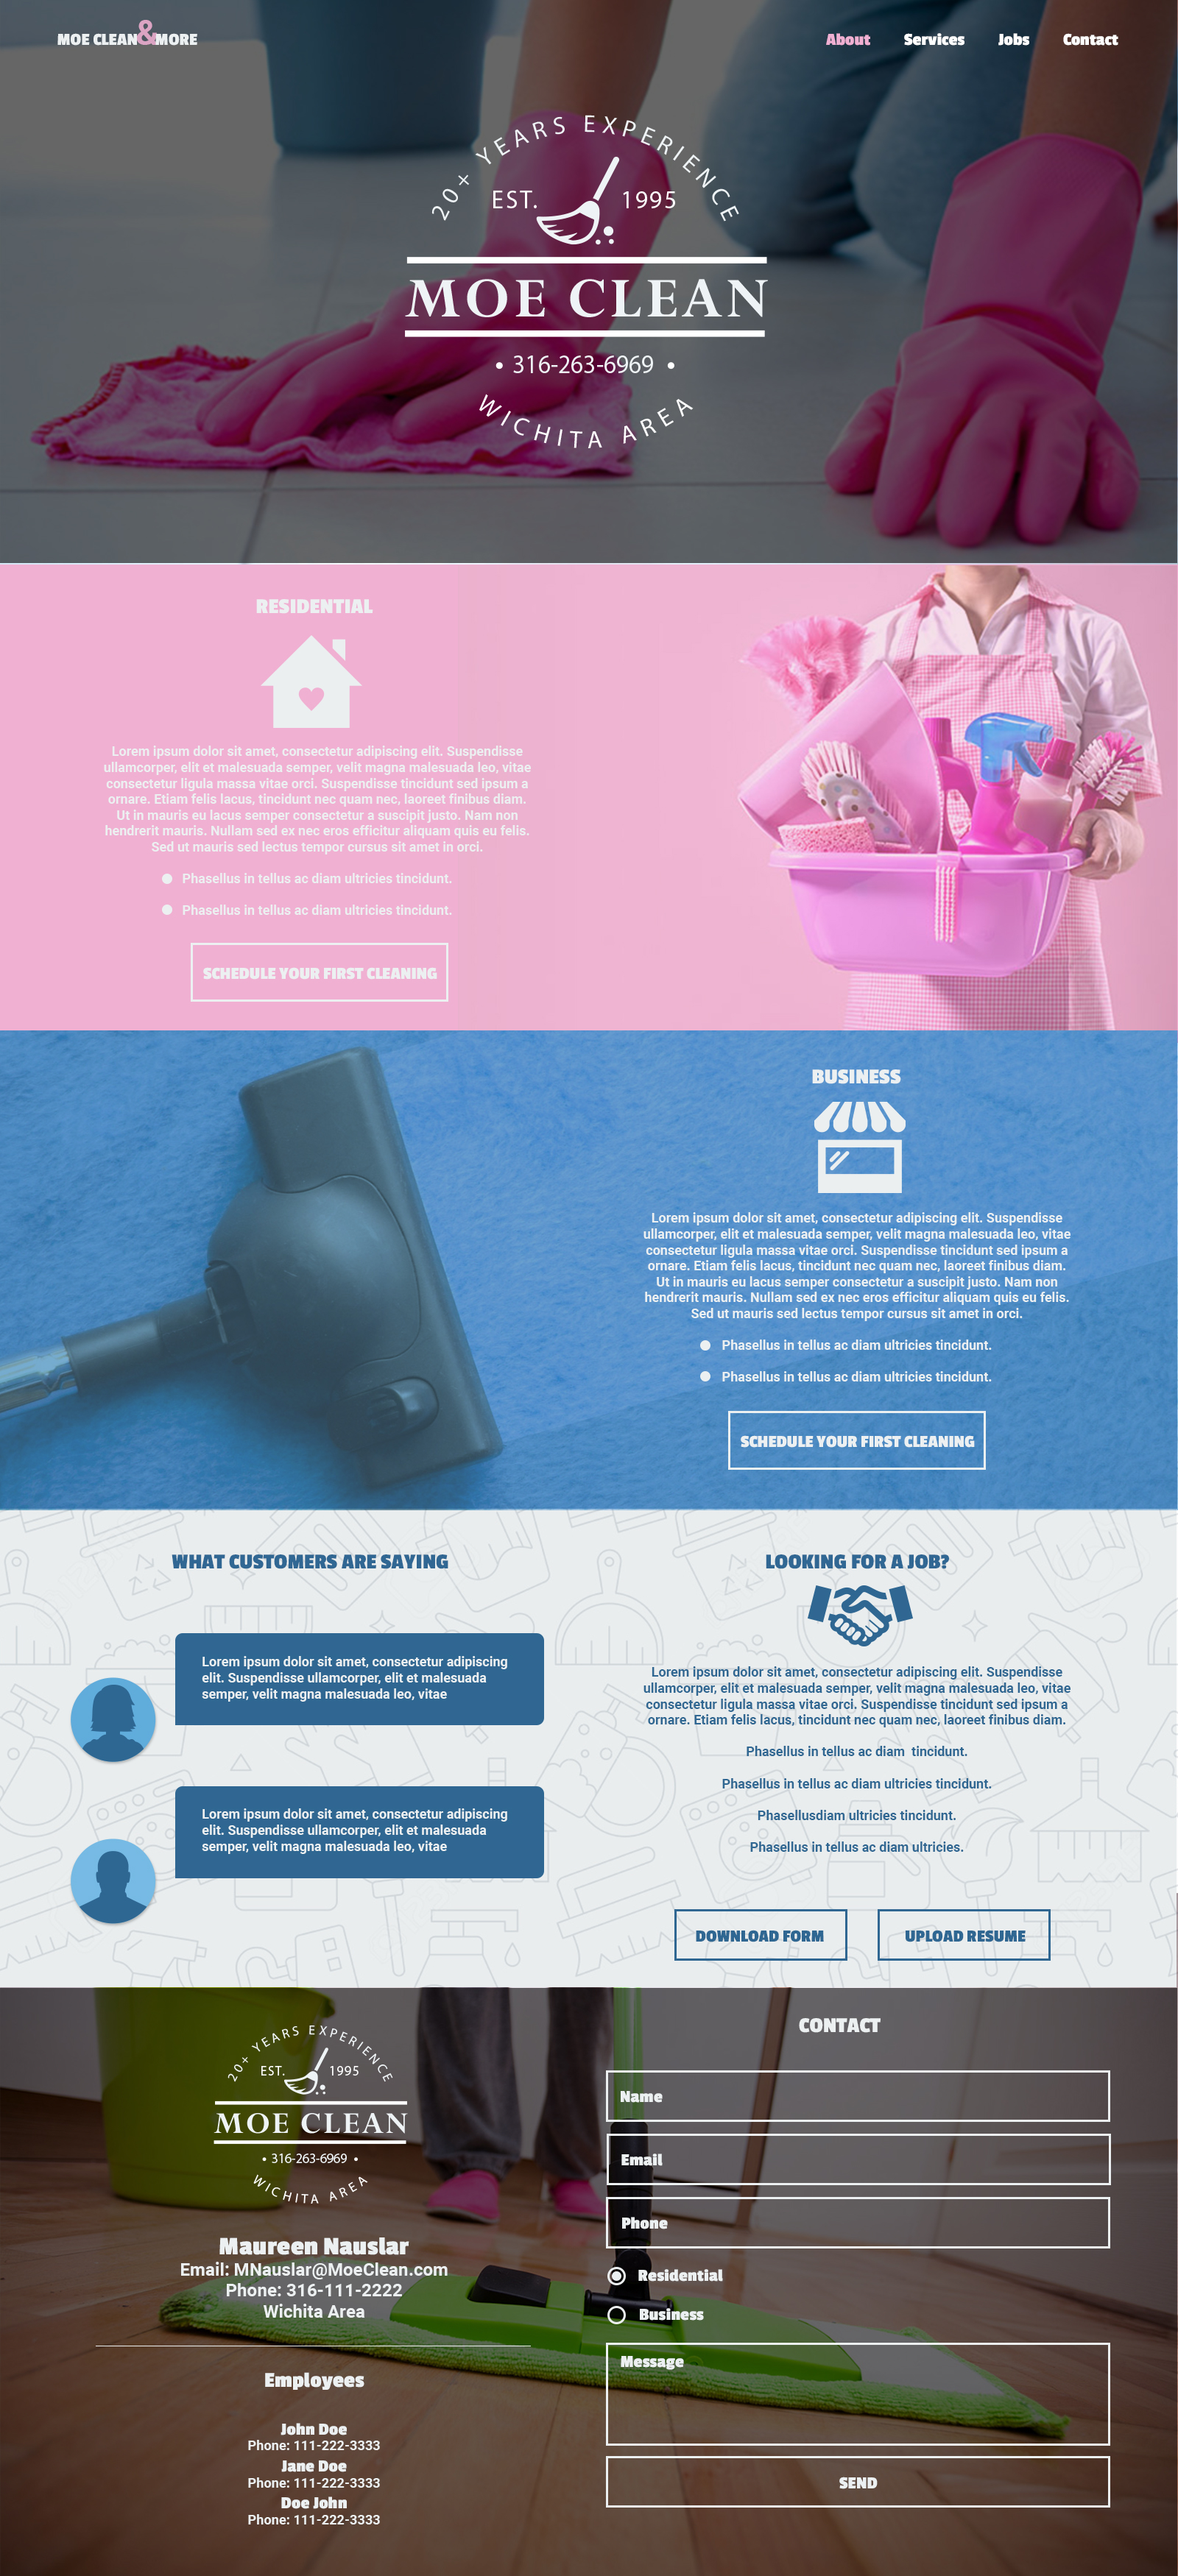 MOE CLEAN&MORE
About Services Jobs Contact
20+ YEARS EXPERIENCE
EST. 1995
MOE CLEAN
• 316-263-6969 •
WICHITA AREA
RESIDENTIAL
Lorem ipsum dolor sit amet, consectetur adipiscing elit. Suspendisse
ullamcorper, elit et malesuada semper, velit magna malesuada leo, vitae
consectetur ligula massa vitae orci. Suspendisse tincidunt sed ipsum a
ornare. Etiam felis lacus, tincidunt nec quam nec, laoreet finibus diam.
Ut in mauris eu lacus semper consectetur a suscipit justo. Nam non
hendrerit mauris. Nullam sed ex nec eros efficitur aliquam quis eu felis.
Sed ut mauris sed lectus tempor cursus sit amet in orci.
● Phasellus in tellus ac diam ultricies tincidunt.
● Phasellus in tellus ac diam ultricies tincidunt.
SCHEDULE YOUR FIRST CLEANING
BUSINESS
Lorem ipsum dolor sit amet, consectetur adipiscing elit. Suspendisse
ullamcorper, elit et malesuada semper, velit magna malesuada leo, vitae
consectetur ligula massa vitae orci. Suspendisse tincidunt sed ipsum a
ornare. Etiam felis lacus, tincidunt nec quam nec, laoreet finibus diam.
Ut in mauris eu lacus semper consectetur a suscipit justo. Nam non
hendrerit mauris. Nullam sed ex nec eros efficitur aliquam quis eu felis.
Sed ut mauris sed lectus tempor cursus sit amet in orci.
● Phasellus in tellus ac diam ultricies tincidunt.
● Phasellus in tellus ac diam ultricies tincidunt.
SCHEDULE YOUR FIRST CLEANING
WHAT CUSTOMERS ARE SAYING
Lorem ipsum dolor sit amet, consectetur adipiscing
elit. Suspendisse ullamcorper, elit et malesuada
semper, velit magna malesuada leo, vitae
Lorem ipsum dolor sit amet, consectetur adipiscing
elit. Suspendisse ullamcorper, elit et malesuada
semper, velit magna malesuada leo, vitae
LOOKING FOR A JOB?
Lorem ipsum dolor sit amet, consectetur adipiscing elit. Suspendisse
ullamcorper, elit et malesuada semper, velit magna malesuada leo, vitae
consectetur ligula massa vitae orci. Suspendisse tincidunt sed ipsum a
ornare. Etiam felis lacus, tincidunt nec quam nec, laoreet finibus diam.
Phasellus in tellus ac diam tincidunt.
Phasellus in tellus ac diam ultricies tincidunt.
Phasellusdiam ultricies tincidunt.
Phasellus in tellus ac diam ultricies.
DOWNLOAD FORM
UPLOAD RESUME
20+ YEARS EXPERIENCE
EST. 1995
MOE CLEAN
• 316-263-6969 •
WICHITA AREA
Maureen Nauslar
Email: MNauslar@MoeClean.com
Phone: 316-111-2222
Wichita Area
Employees
John Doe
Phone: 111-222-3333
Jane Doe
Phone: 111-222-3333
Doe John
Phone: 111-222-3333
CONTACT
Name
Email
Phone
Residential
Business
Message
SEND